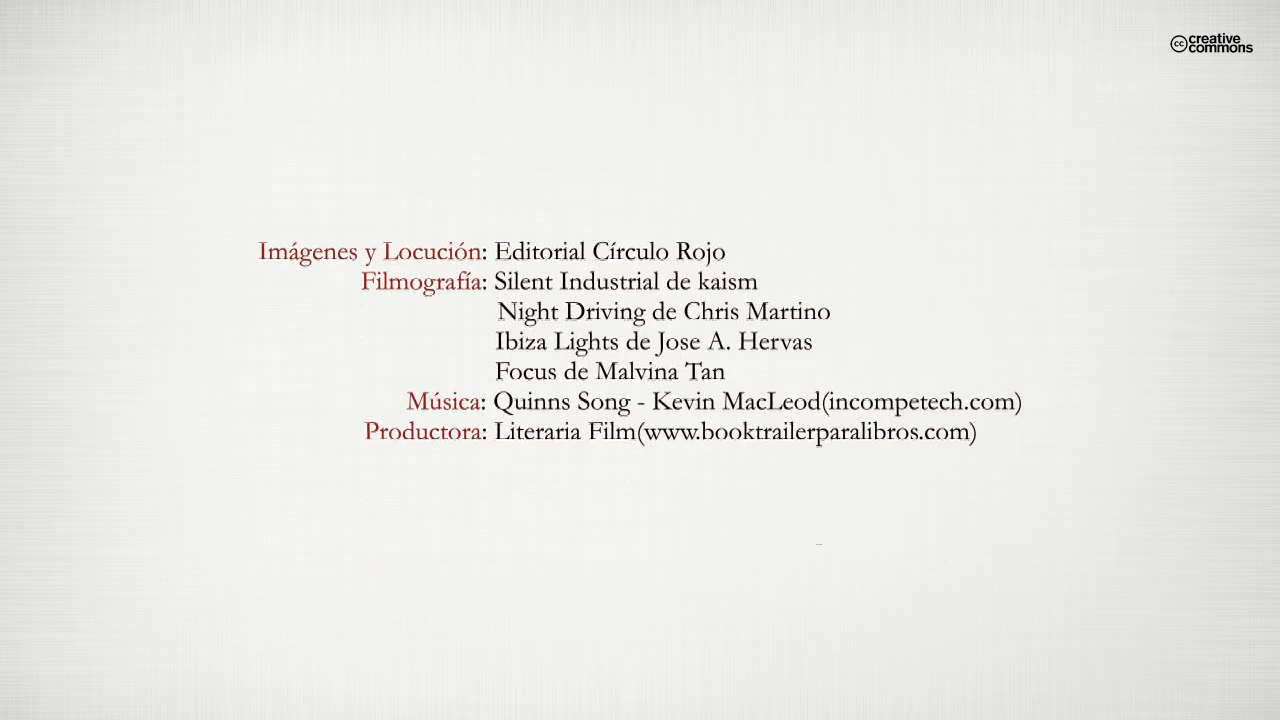 creative
commons
Imágenes y Locución: Editorial Círculo Rojo
Filmografía: Silent Industrial de kaism
Night Driving de Chris Martino
Ibiza Lights de Jose A. Hervas
Focus de Malvina Tan
Música: Quinns Song - Kevin MacLeod(incompetech.com)
Productora: Literaria Film(www.booktrailerparalibros.com)